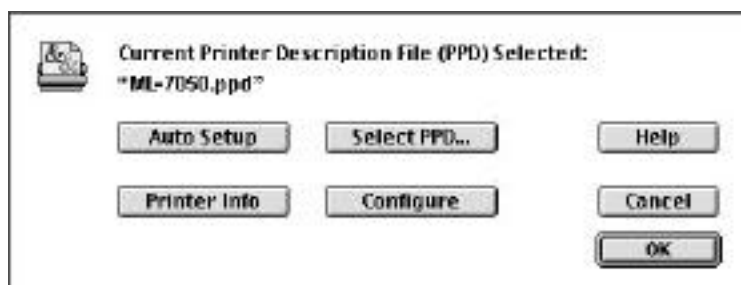 Current Printer Description File (PPD) Selected:
"ML-7050.ppd"
Auto Setup
Select PPD...
Help
Printer Info
Configure
Cancel
OK